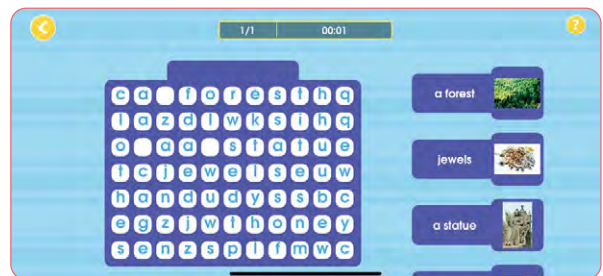 1/1 00:01
c a f o r e s t h q
l a z d l w k s i h q
o a a s t a t u e
t c j e w e l s e u w
h a n d u d y s s b c
e g z j w t h o n e y
s e n z s p l f m w c
a forest
jewels
a statue
?